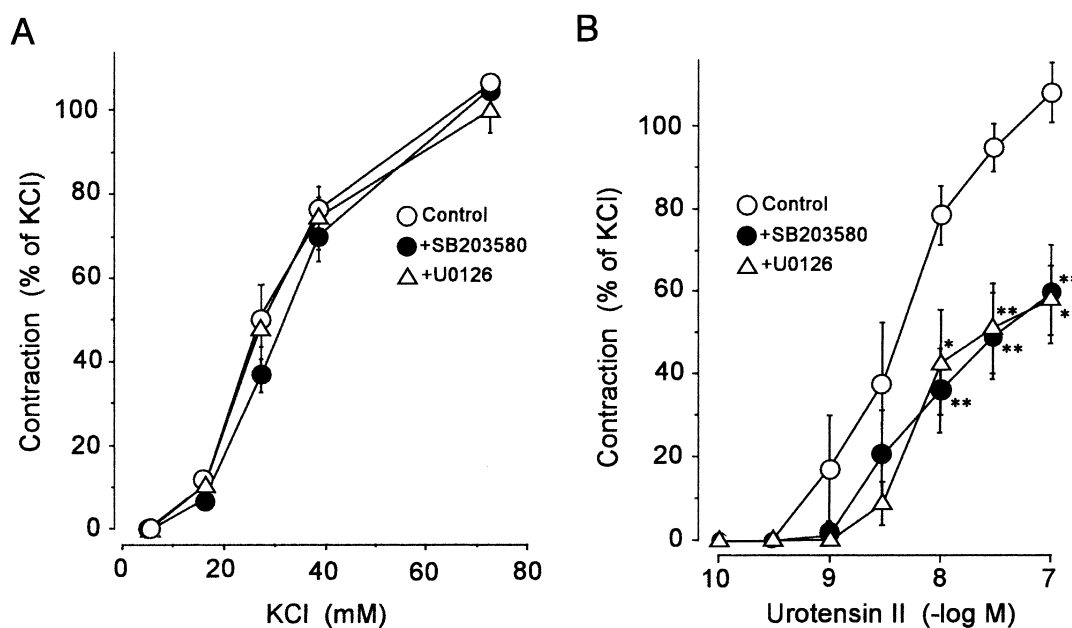 A
Contraction (% of KCl)
100
80
60
40
20
0
Control
+SB203580
+U0126
0 20 40 60 80
KCl (mM)
B
Contraction (% of KCl)
100
80
60
40
20
0
Control
+SB203580
+U0126
**
*
**
*
**
**
10 9 8 7
Urotensin II (-log M)